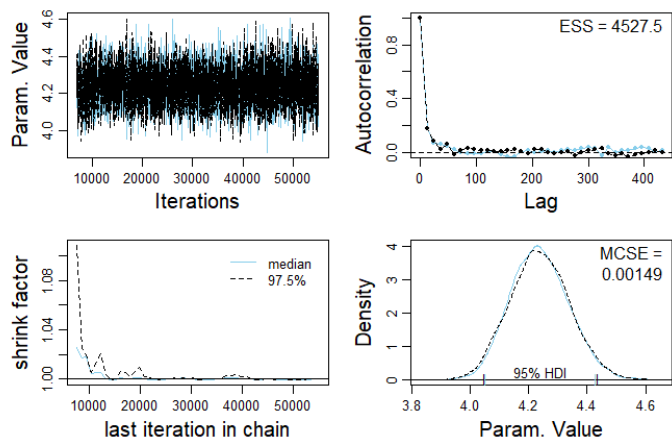 4.0 4.2 4.4 4.6
Param. Value
10000 20000 30000 40000 50000
Iterations
ESS = 4527.5
0.0 0.4 0.8
Autocorrelation
0 100 200 300 400
Lag
median
97.5%
1.00 1.04 1.08
shrink factor
10000 20000 30000 40000 50000
last iteration in chain
MCSE =
0.00149
0 1 2 3 4
Density
95% HDI
3.8 4.0 4.2 4.4 4.6
Param. Value